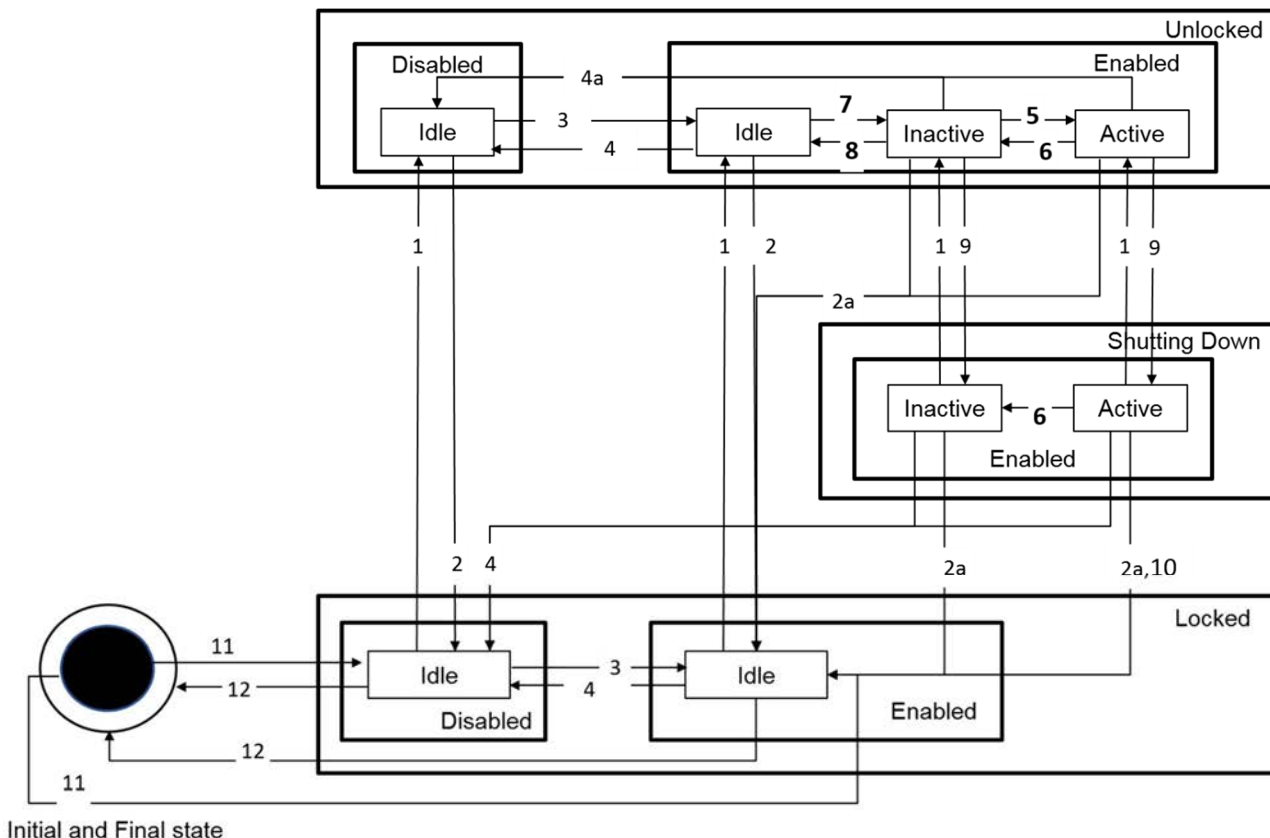 Unlocked
Disabled
4a
Enabled
Idle
3
Idle
7
Inactive
5
Active
4
8
6
1
1
2
1
9
1
9
2a
Shutting Down
Inactive
6
Active
Enabled
2
4
2a
2a,10
Locked
11
Idle
3
Idle
12
4
Disabled
Enabled
12
11
Initial and Final state